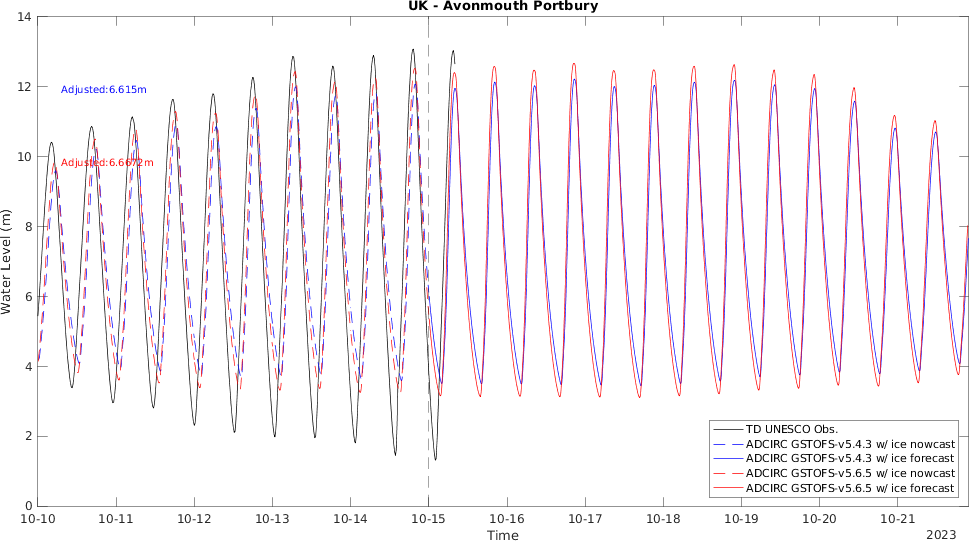 UK - Avonmouth Portbury
14
12
10
8
6
4
2
0
Water Level (m)
Adjusted:6.615m
Adjusted:6.6672m
TD UNESCO Obs.
ADCIRC GSTOFS-v5.4.3 w/ ice nowcast
ADCIRC GSTOFS-v5.4.3 w/ ice forecast
ADCIRC GSTOFS-v5.6.5 w/ ice nowcast
ADCIRC GSTOFS-v5.6.5 w/ ice forecast
10-10 10-11 10-12 10-13 10-14 10-15 10-16 10-17 10-18 10-19 10-20 10-21
Time
2023